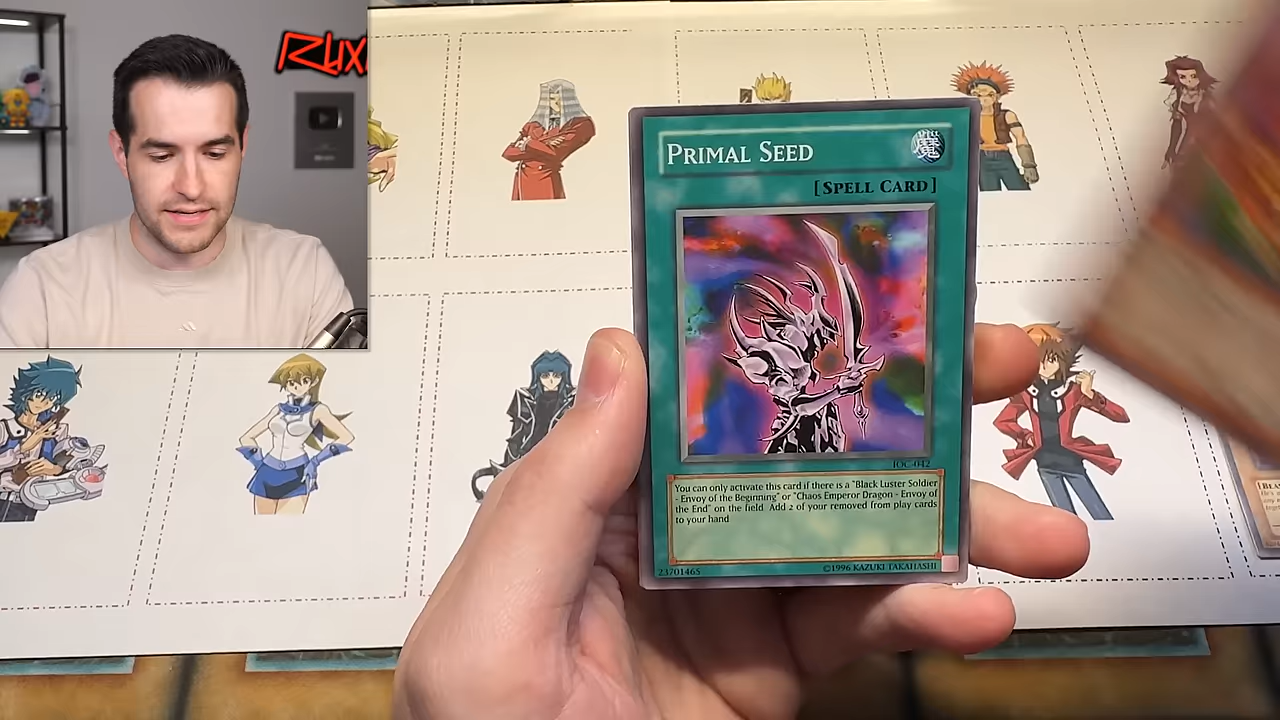 PRIMAL SEED
魔
[SPELL CARD]
IOC-042
You can only activate this card if there is a "Black Luster Soldier
- Envoy of the Beginning" or "Chaos Emperor Dragon - Envoy of
the End" on the field Add 2 of your removed from play cards
to your hand
23701465
©1996 KAZUKI TAKAHASHI